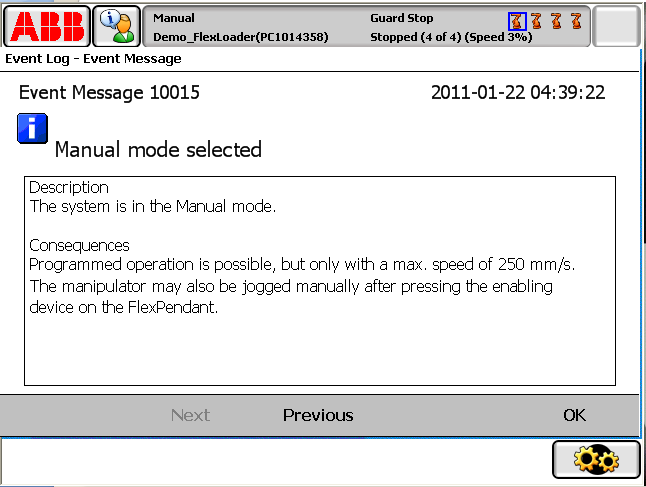 ABB
Manual
Guard Stop
Demo_FlexLoader(PC1014358)
Stopped (4 of 4) (Speed 3%)
Event Log - Event Message
Event Message 10015
2011-01-22 04:39:22
i
Manual mode selected
Description
The system is in the Manual mode.
Consequences
Programmed operation is possible, but only with a max. speed of 250 mm/s.
The manipulator may also be jogged manually after pressing the enabling
device on the FlexPendant.
Next
Previous
OK